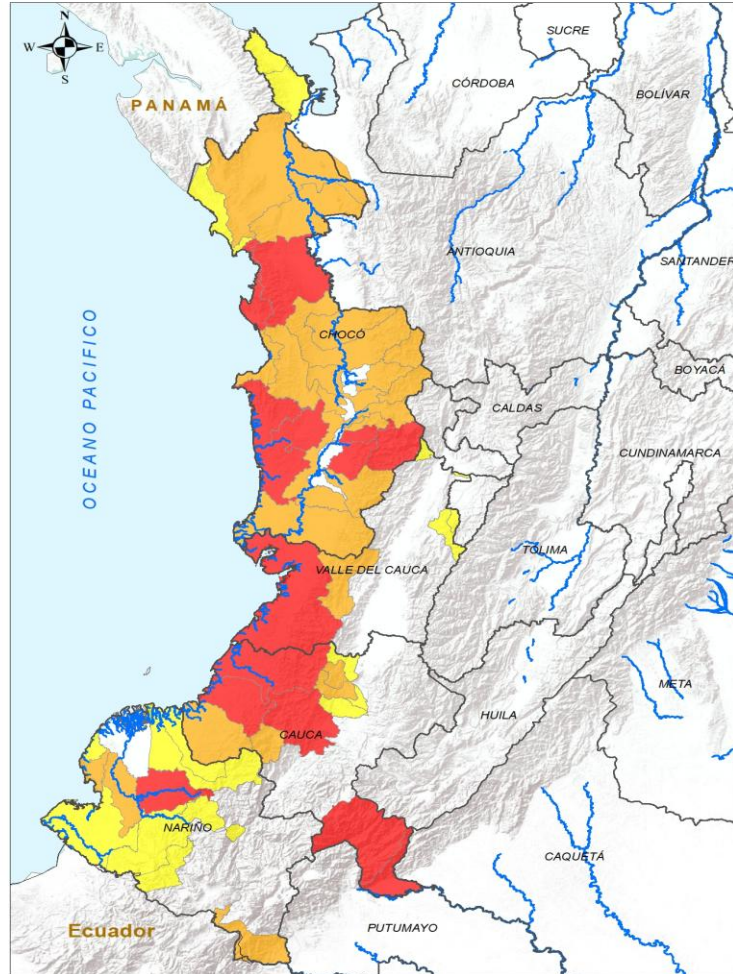 SUCRE
N
W E
S
CÓRDOBA
BOLÍVAR
PANAMÁ
ANTIOQUIA
SANTANDER
OCEANO PACIFICO
CHOCÓ
BOYACÁ
CALDAS
CUNDINAMARCA
TOLIMA
VALLE DEL CAUCA
META
HUILA
CAUCA
NARIÑO
CAQUETÁ
PUTUMAYO
Ecuador